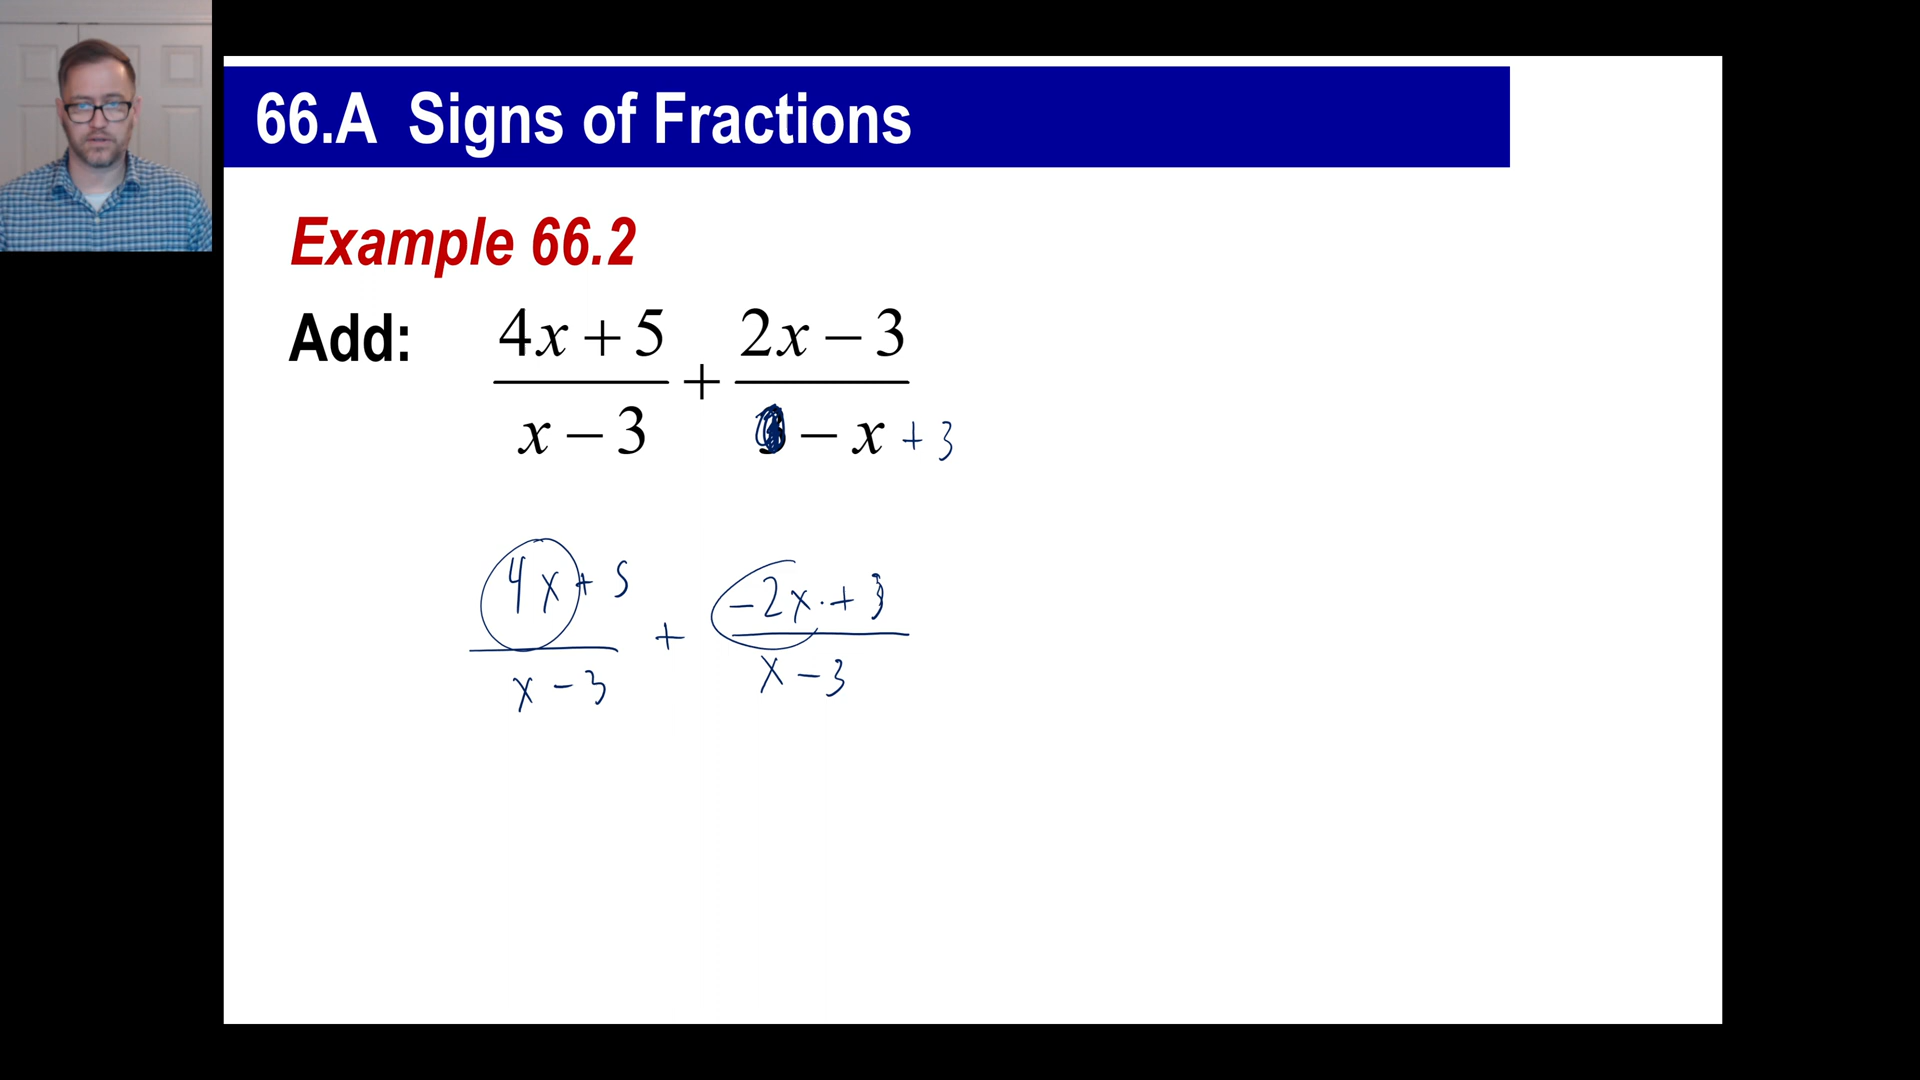 66.A Signs of Fractions
Example 66.2
Add:
4x + 5 2x − 3
+
x − 3 − x + 3
4x + 5 −2x · + 3
+
x − 3 x − 3